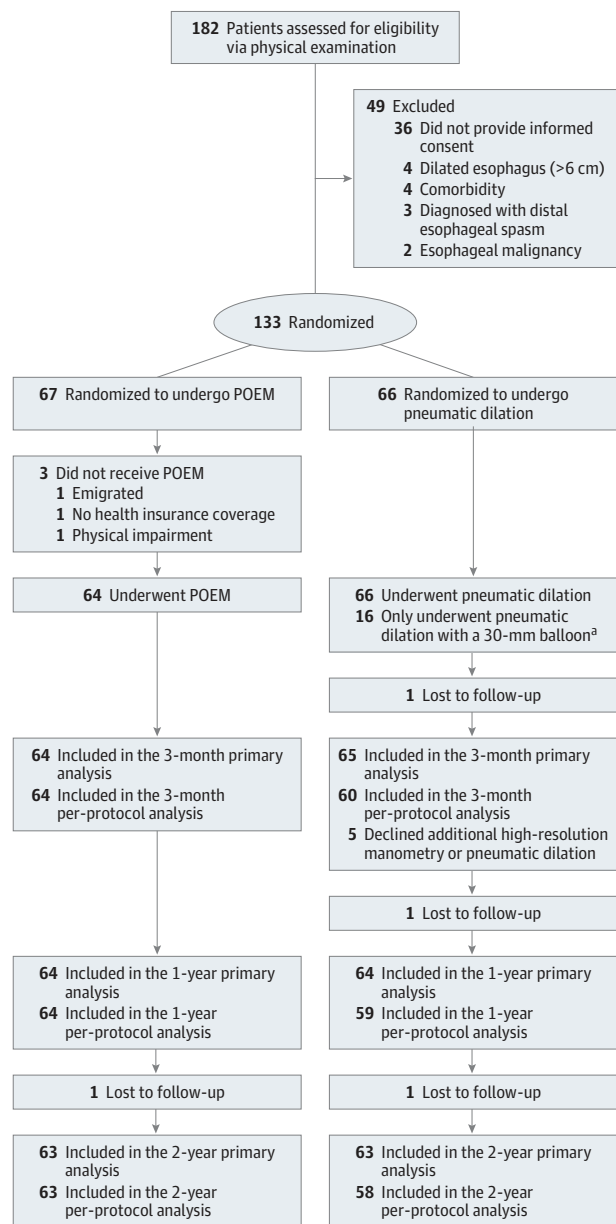 182 Patients assessed for eligibility
via physical examination
49 Excluded
36 Did not provide informed
consent
4 Dilated esophagus (>6 cm)
4 Comorbidity
3 Diagnosed with distal
esophageal spasm
2 Esophageal malignancy
133 Randomized
67 Randomized to undergo POEM
3 Did not receive POEM
1 Emigrated
1 No health insurance coverage
1 Physical impairment
64 Underwent POEM
64 Included in the 3-month primary
analysis
64 Included in the 3-month
per-protocol analysis
64 Included in the 1-year primary
analysis
64 Included in the 1-year
per-protocol analysis
1 Lost to follow-up
63 Included in the 2-year primary
analysis
63 Included in the 2-year
per-protocol analysis
66 Randomized to undergo
pneumatic dilation
66 Underwent pneumatic dilation
16 Only underwent pneumatic
dilation with a 30-mm balloona
1 Lost to follow-up
65 Included in the 3-month primary
analysis
60 Included in the 3-month
per-protocol analysis
5 Declined additional high-resolution
manometry or pneumatic dilation
1 Lost to follow-up
64 Included in the 1-year primary
analysis
59 Included in the 1-year
per-protocol analysis
1 Lost to follow-up
63 Included in the 2-year primary
analysis
58 Included in the 2-year
per-protocol analysis